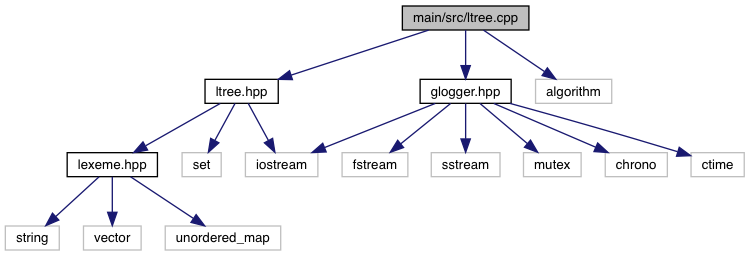 main/src/ltree.cpp
ltree.hpp
glogger.hpp
algorithm
lexeme.hpp
set
iostream
fstream
sstream
mutex
chrono
ctime
string
vector
unordered_map